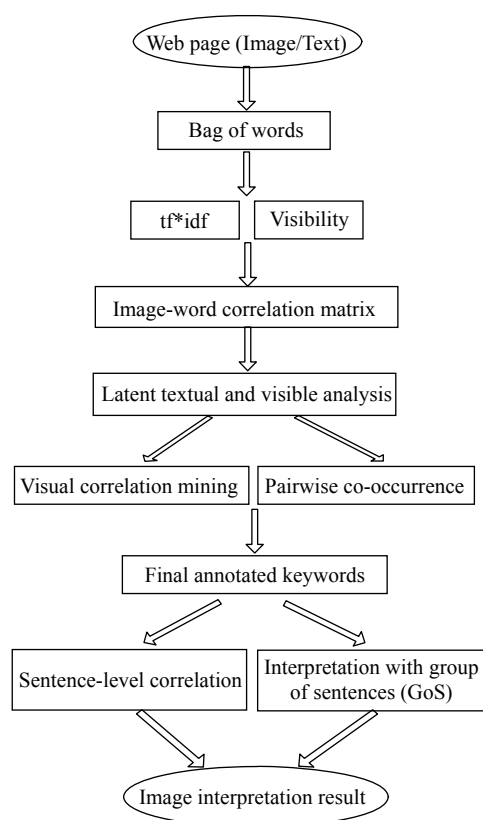 Web page (Image/Text)
Bag of words
tf*idf
Visibility
Image-word correlation matrix
Latent textual and visible analysis
Visual correlation mining
Pairwise co-occurrence
Final annotated keywords
Sentence-level correlation
Interpretation with group
of sentences (GoS)
Image interpretation result